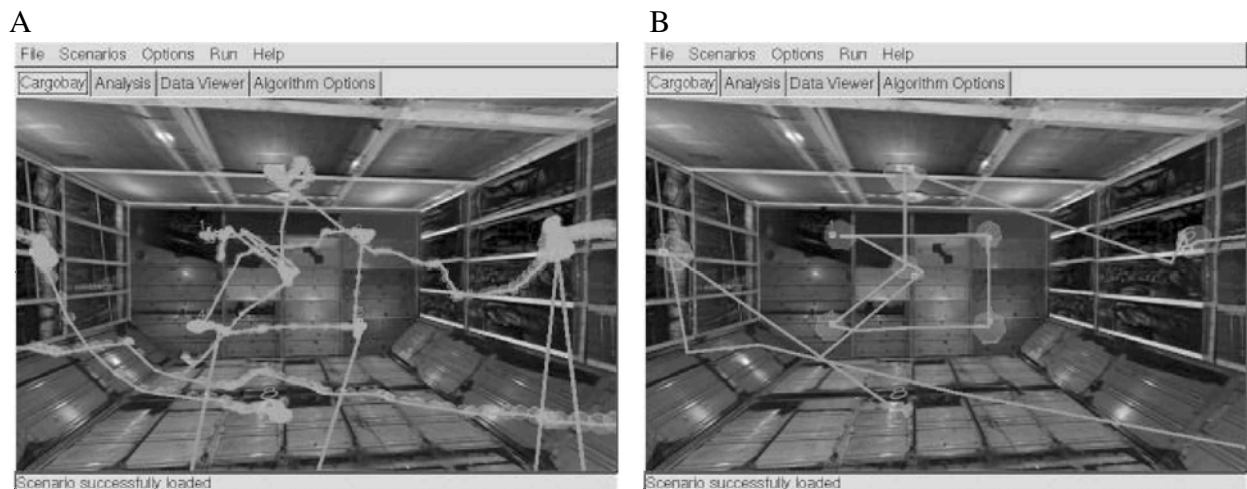 A
File Scenarios Options Run Help
Cargobay Analysis Data Viewer Algorithm Options
Scenario successfully loaded
B
File Scenarios Options Run Help
Cargobay Analysis Data Viewer Algorithm Options
Scenario successfully loaded